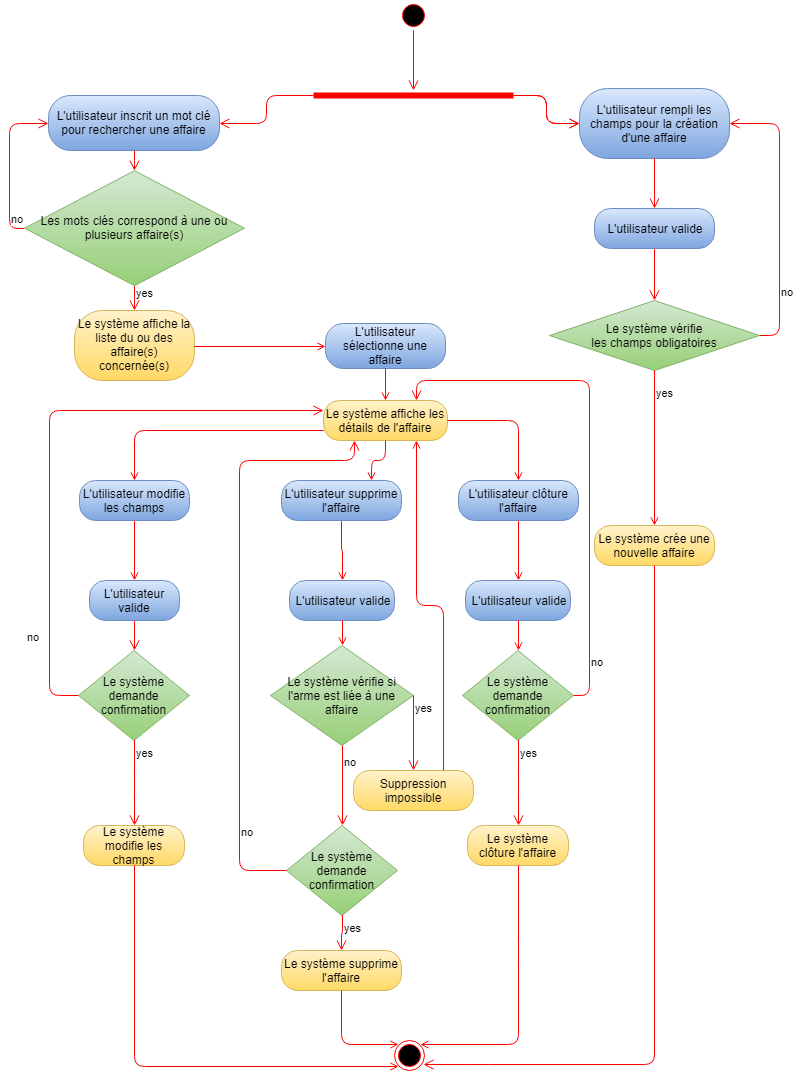 L'utilisateur inscrit un mot clé
pour rechercher une affaire
L'utilisateur rempli les
champs pour la création
d'une affaire
no
Les mots clés correspond à une ou
plusieurs affaire(s)
L'utilisateur valide
yes
no
Le système affiche la
liste du ou des
affaire(s)
concernée(s)
L'utilisateur
sélectionne une
affaire
Le système vérifie
les champs obligatoires
yes
Le système affiche les
détails de l'affaire
L'utilisateur modifie
les champs
L'utilisateur supprime
l'affaire
L'utilisateur clôture
l'affaire
Le système crée une
nouvelle affaire
L'utilisateur
valide
L'utilisateur valide
L'utilisateur valide
no
Le système
demande
confirmation
Le système vérifie si
l'arme est liée à une
affaire
Le système
demande
confirmation
no
yes
yes
no
yes
Suppression
impossible
Le système
modifie les
champs
no
Le système
demande
confirmation
Le système
clôture l'affaire
yes
Le système supprime
l'affaire